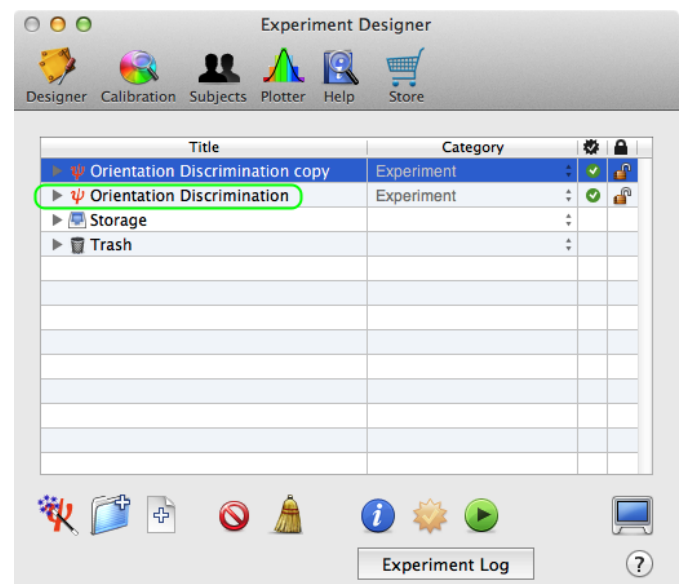 Experiment Designer
Designer Calibration Subjects Plotter Help Store
Title Category
ψ Orientation Discrimination copy Experiment
ψ Orientation Discrimination Experiment
Storage
Trash
Experiment Log ?